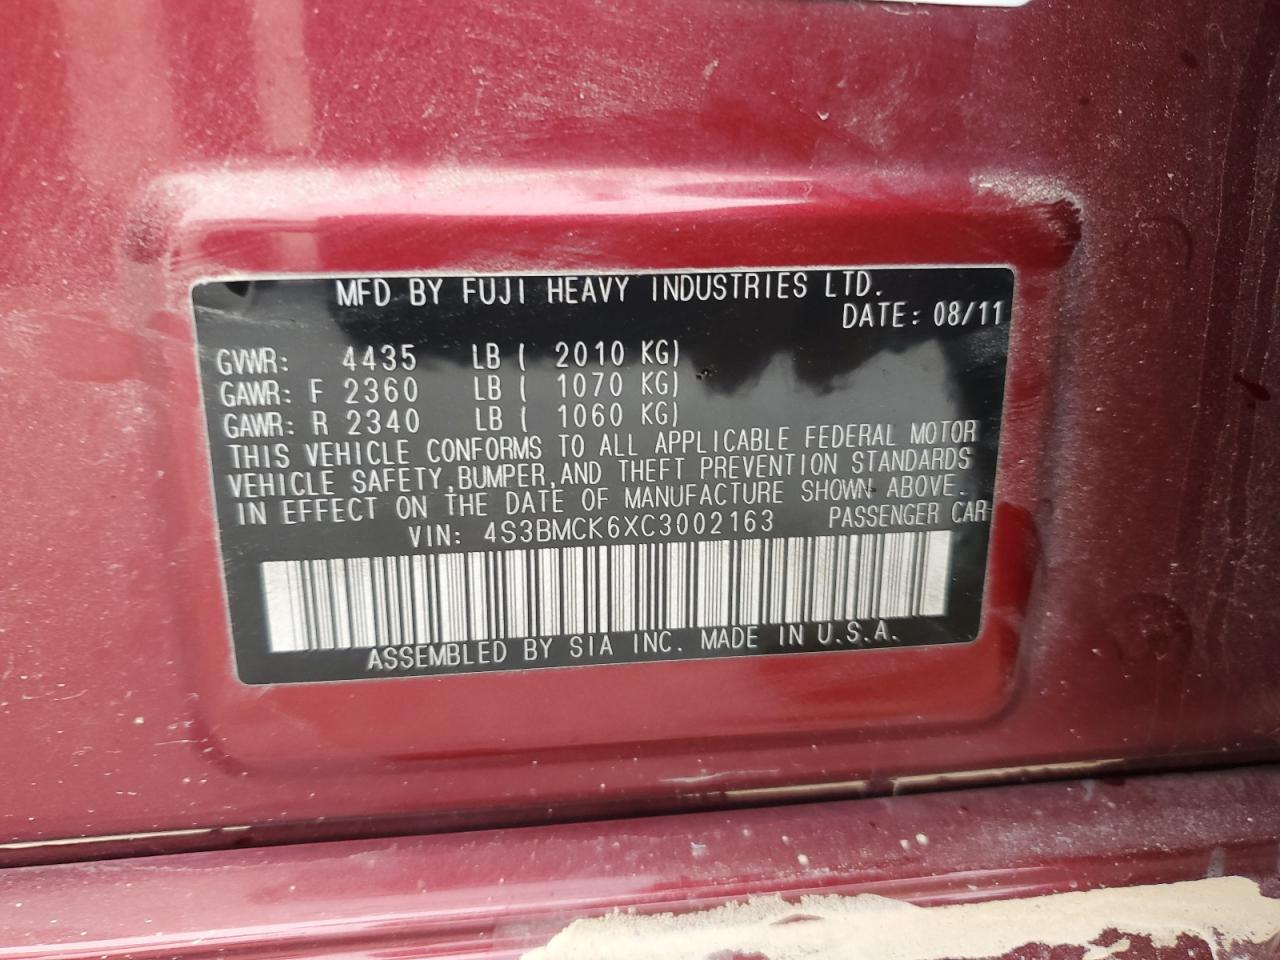 MFD BY FUJI HEAVY INDUSTRIES LTD.
DATE: 08/11
GVWR: 4435 LB ( 2010 KG)
GAWR: F 2360 LB ( 1070 KG)
GAWR: R 2340 LB ( 1060 KG)
THIS VEHICLE CONFORMS TO ALL APPLICABLE FEDERAL MOTOR
VEHICLE SAFETY,BUMPER,AND THEFT PREVENTION STANDARDS
IN EFFECT ON THE DATE OF MANUFACTURE SHOWN ABOVE.
VIN: 4S3BMCK6XC3002163 PASSENGER CAR
ASSEMBLED BY SIA INC. MADE IN U.S.A.